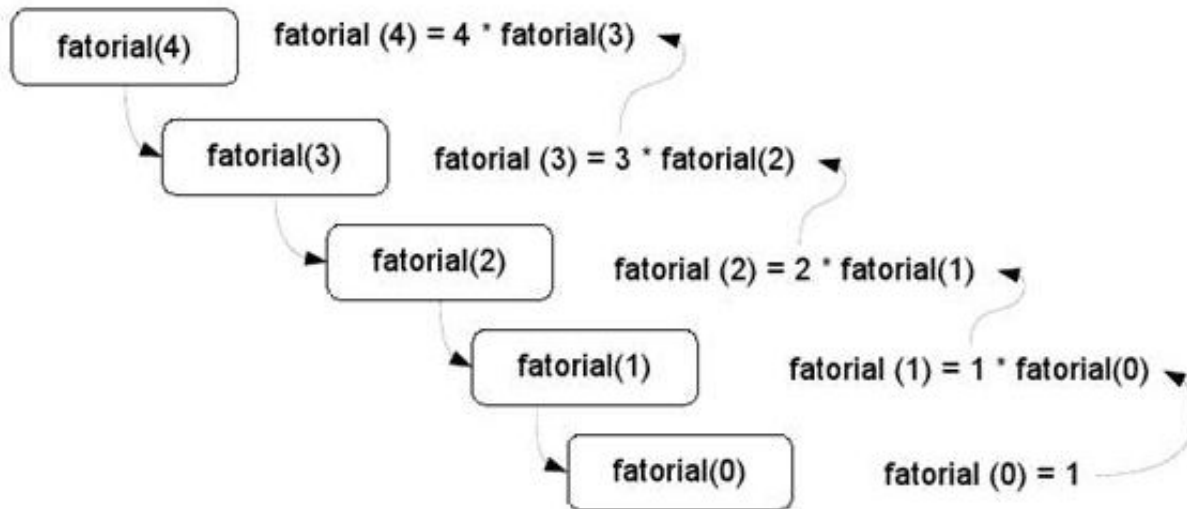 fatorial(4) fatorial (4) = 4 * fatorial(3)
fatorial(3) fatorial (3) = 3 * fatorial(2)
fatorial(2) fatorial (2) = 2 * fatorial(1)
fatorial(1) fatorial (1) = 1 * fatorial(0)
fatorial(0) fatorial (0) = 1